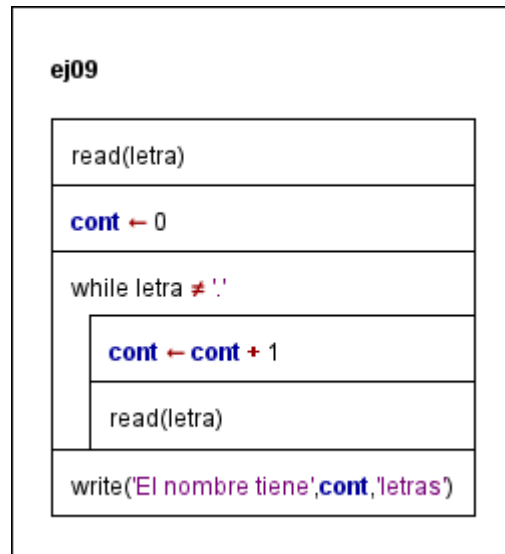 ej09
read(letra)
cont ← 0
while letra ≠ '.'
cont ← cont + 1
read(letra)
write('El nombre tiene',cont,'letras')